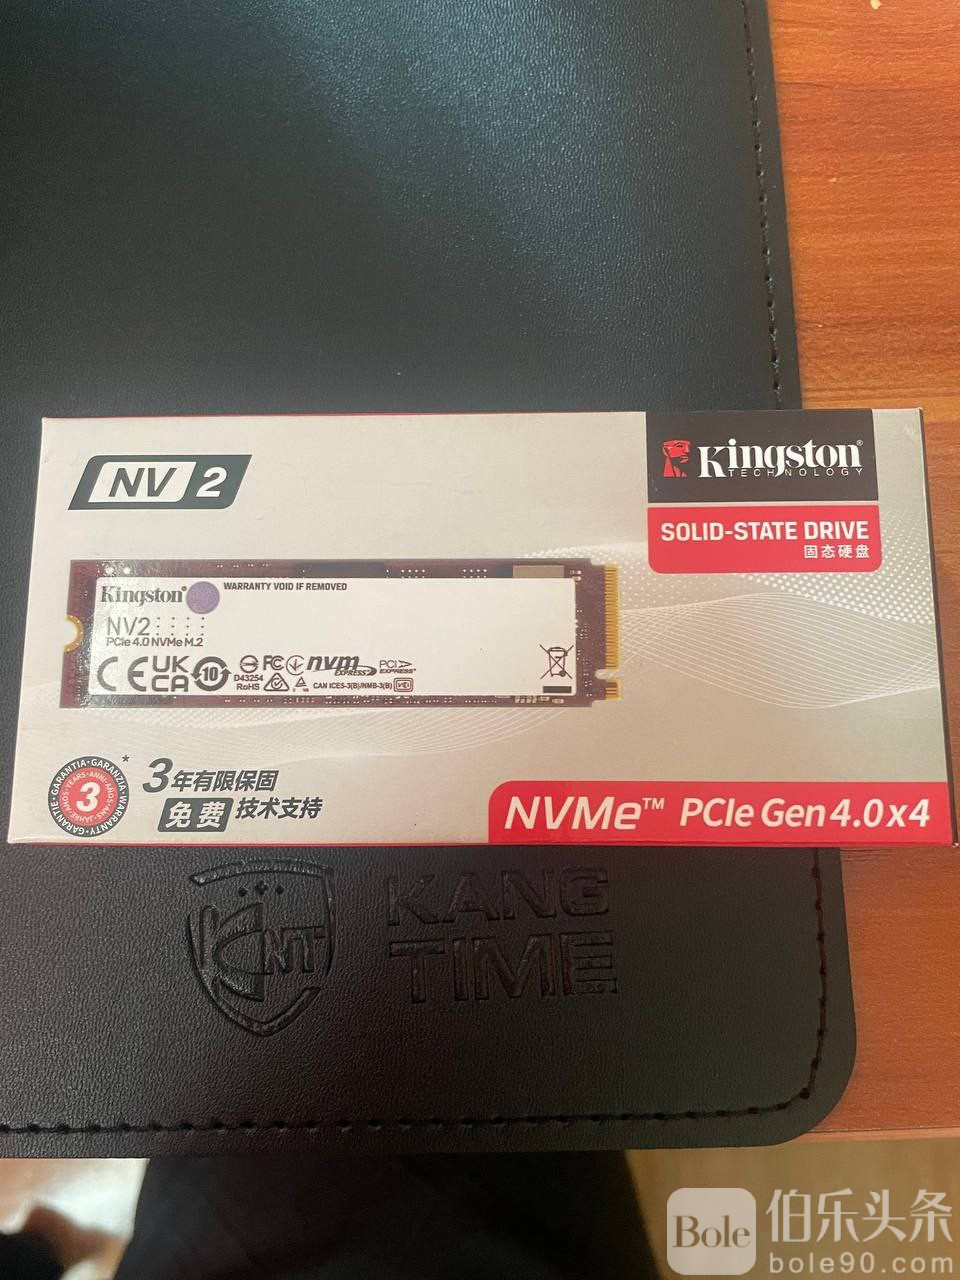 NV 2
Kingston®
TECHNOLOGY
SOLID-STATE DRIVE
固态硬盘
Kingston®
WARRANTY VOID IF REMOVED
NV2
PCIe 4.0 NVMe M.2
CE UK CA 10 FC nvm EXPRESS PCI EXPRESS®
D43254
RoHS
CAN ICES-3(B)/NMB-3(B)
3
3年有限保固
免费技术支持
NVMe™ PCIe Gen 4.0 x4
KNT
KANG
TIME
Bole 伯乐头条
bole90.com